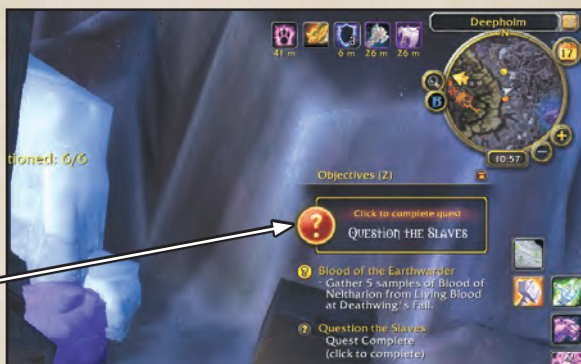 Deepholm
N
17
41 m
6 m
26 m
26 m
tioned: 6/6
10:57
Objectives (2)
Click to complete quest
QUESTION THE SLAVES
Blood of the Earthwarder
- Gather 5 samples of Blood of
Neltharion from Living Blood
at Deathwing's Fall.
Question the Slaves
Quest Complete
(click to complete)